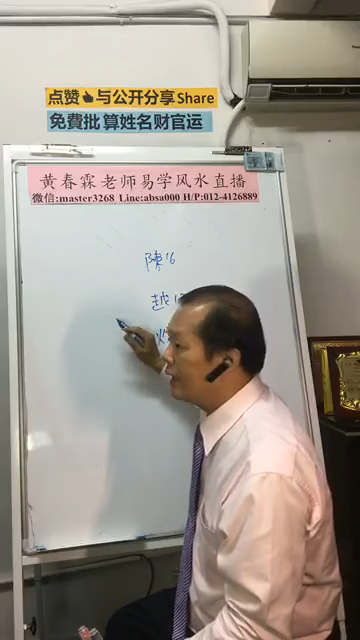 点赞👍与公开分享Share
免費批算姓名财官运
黄春霖老师易学风水直播
微信:master3268 Line:absa000 H/P:012-4126889
陳16
越